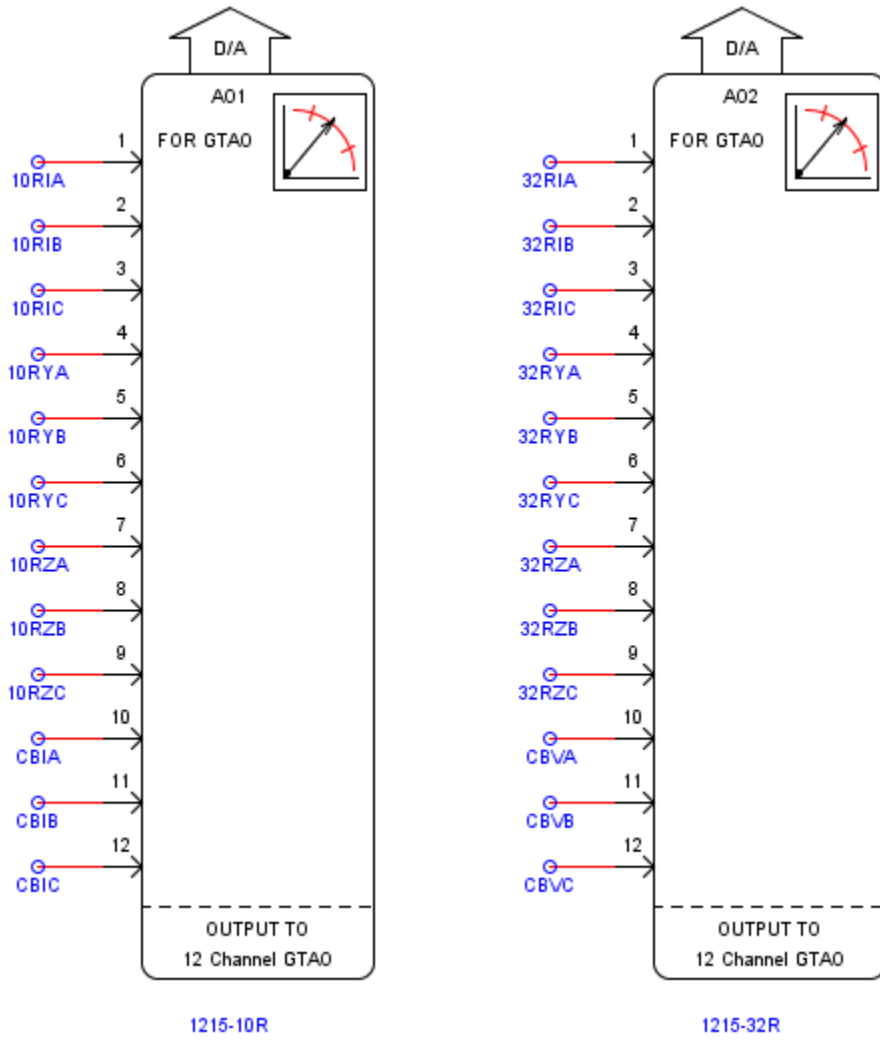 D/A
AO1
FOR GTAO
1
10RIA
2
10RIB
3
10RIC
4
10RYA
5
10RYB
6
10RYC
7
10RZA
8
10RZB
9
10RZC
10
CBIA
11
CBIB
12
CBIC
OUTPUT TO
12 Channel GTAO
1215-10R
D/A
AO2
FOR GTAO
1
32RIA
2
32RIB
3
32RIC
4
32RYA
5
32RYB
6
32RYC
7
32RZA
8
32RZB
9
32RZC
10
CBVA
11
CBVB
12
CBVC
OUTPUT TO
12 Channel GTAO
1215-32R